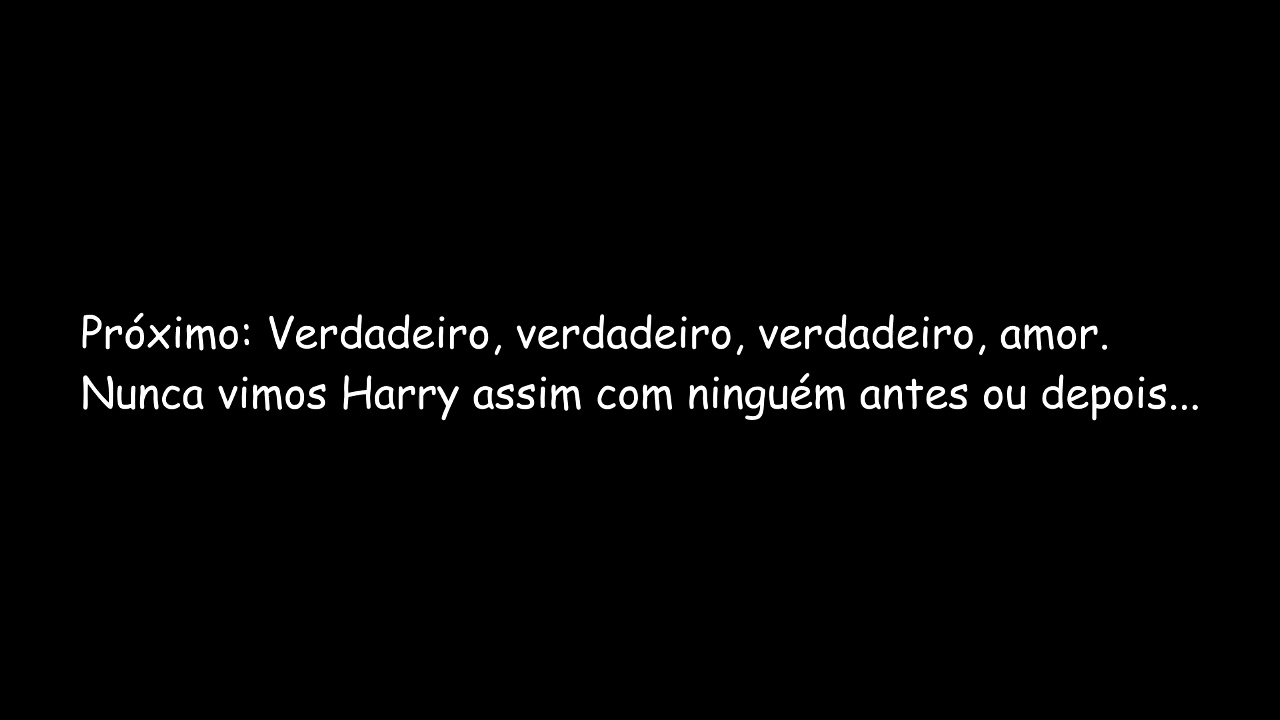 Próximo: Verdadeiro, verdadeiro, verdadeiro, amor.
Nunca vimos Harry assim com ninguém antes ou depois...